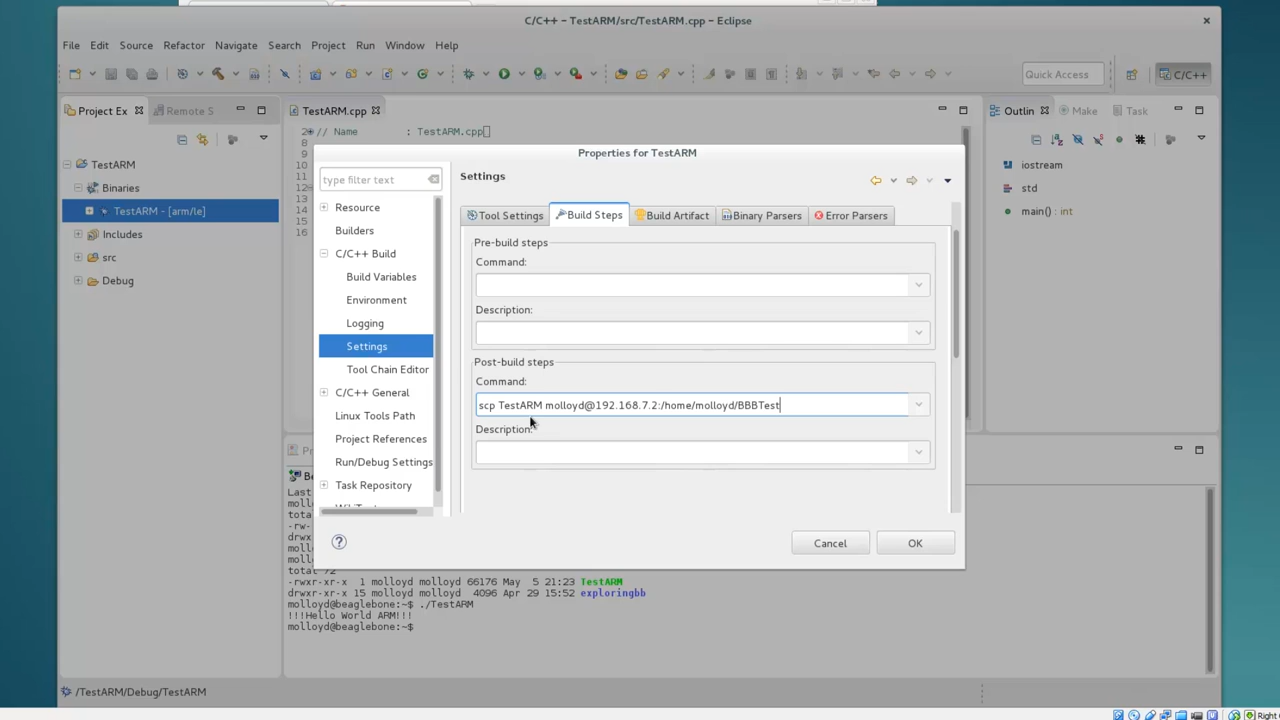 C/C++ – TestARM/src/TestARM.cpp – Eclipse
File Edit Source Refactor Navigate Search Project Run Window Help
Quick Access
C/C++
Project Ex
Remote S
TestARM.cpp
Outlin
Make
Task
TestARM
Binaries
TestARM - [arm/le]
Includes
src
Debug
2 // Name : TestARM.cpp
8
9
10
11
12
13
14
15
16
iostream
std
main() : int
Properties for TestARM
type filter text
Resource
Builders
C/C++ Build
Build Variables
Environment
Logging
Settings
Tool Chain Editor
C/C++ General
Linux Tools Path
Project References
Run/Debug Settings
Task Repository
Settings
Tool Settings
Build Steps
Build Artifact
Binary Parsers
Error Parsers
Pre-build steps
Command:
Description:
Post-build steps
Command:
scp TestARM molloyd@192.168.7.2:/home/molloyd/BBBTest
Description:
Cancel
OK
Last
moll
tota
-rw-
drwx
moll
moll
total 72
-rwxr-xr-x 1 molloyd molloyd 66176 May 5 21:23 TestARM
drwxr-xr-x 15 molloyd molloyd 4096 Apr 29 15:52 exploringbb
molloyd@beaglebone:~$ ./TestARM
!!!Hello World ARM!!!
molloyd@beaglebone:~$
/TestARM/Debug/TestARM
Right